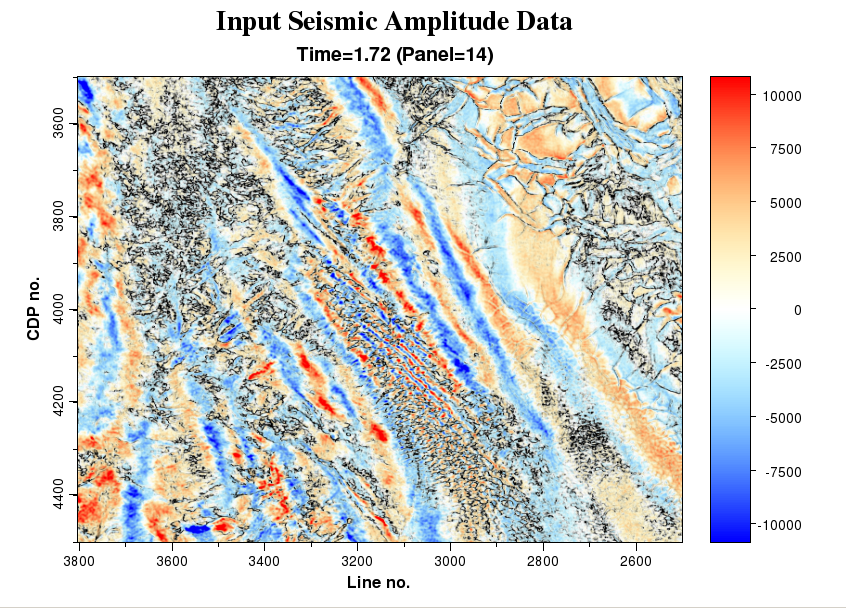 Input Seismic Amplitude Data
Time=1.72 (Panel=14)
CDP no.
3600
3800
4000
4200
4400
3800 3600 3400 3200 3000 2800 2600
Line no.
10000
7500
5000
2500
0
-2500
-5000
-7500
-10000